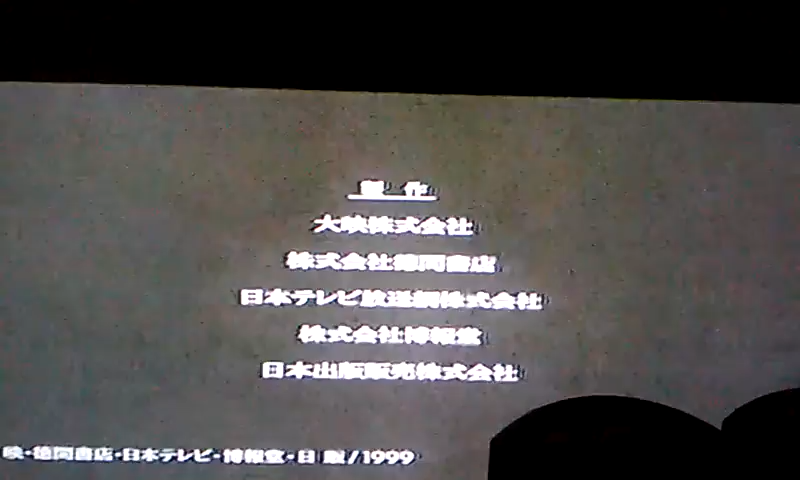 製作
大映株式会社
株式会社徳間書店
日本テレビ放送網株式会社
株式会社博報堂
日本出版販売株式会社
映・徳間書店・日本テレビ・博報堂・日販/1999